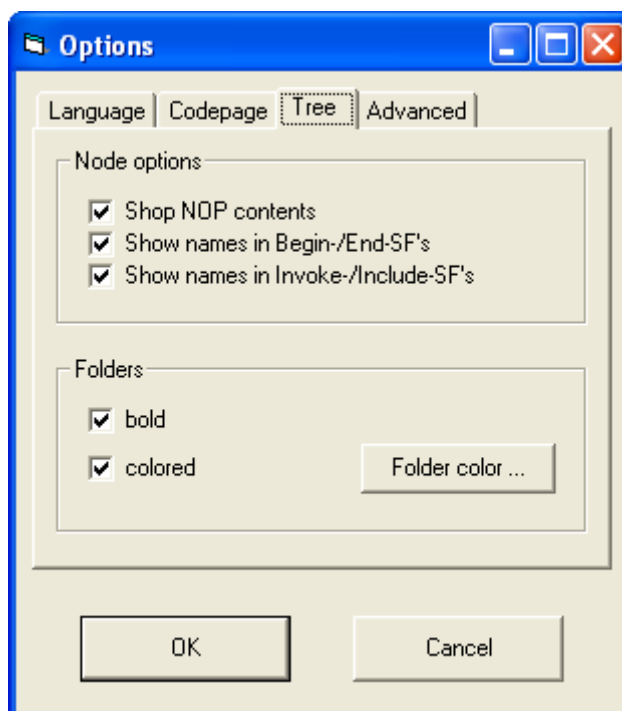 Options
Language Codepage Tree Advanced
Node options
Shop NOP contents
Show names in Begin-/End-SF's
Show names in Invoke-/Include-SF's
Folders
bold
colored Folder color ...
OK Cancel